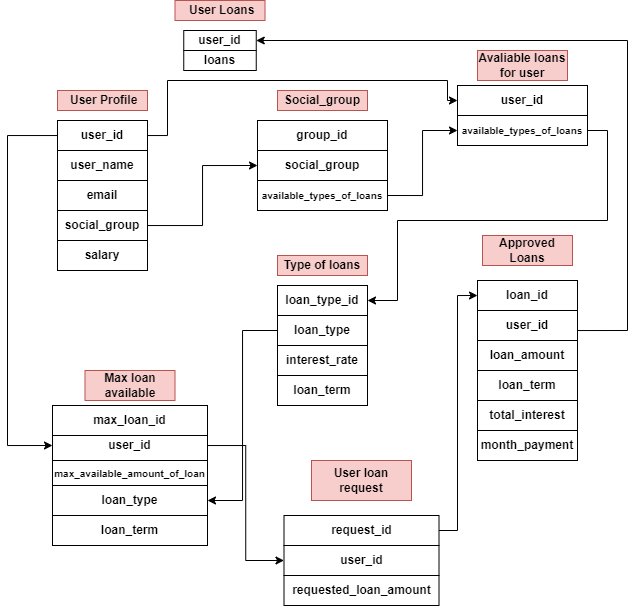 User Loans
user_id
loans
Avaliable loans
for user
user_id
available_types_of_loans
User Profile
user_id
user_name
email
social_group
salary
Social_group
group_id
social_group
available_types_of_loans
Type of loans
loan_type_id
loan_type
interest_rate
loan_term
Approved
Loans
loan_id
user_id
loan_amount
loan_term
total_interest
month_payment
Max loan
available
max_loan_id
user_id
max_available_amount_of_loan
loan_type
loan_term
User loan
request
request_id
user_id
requested_loan_amount